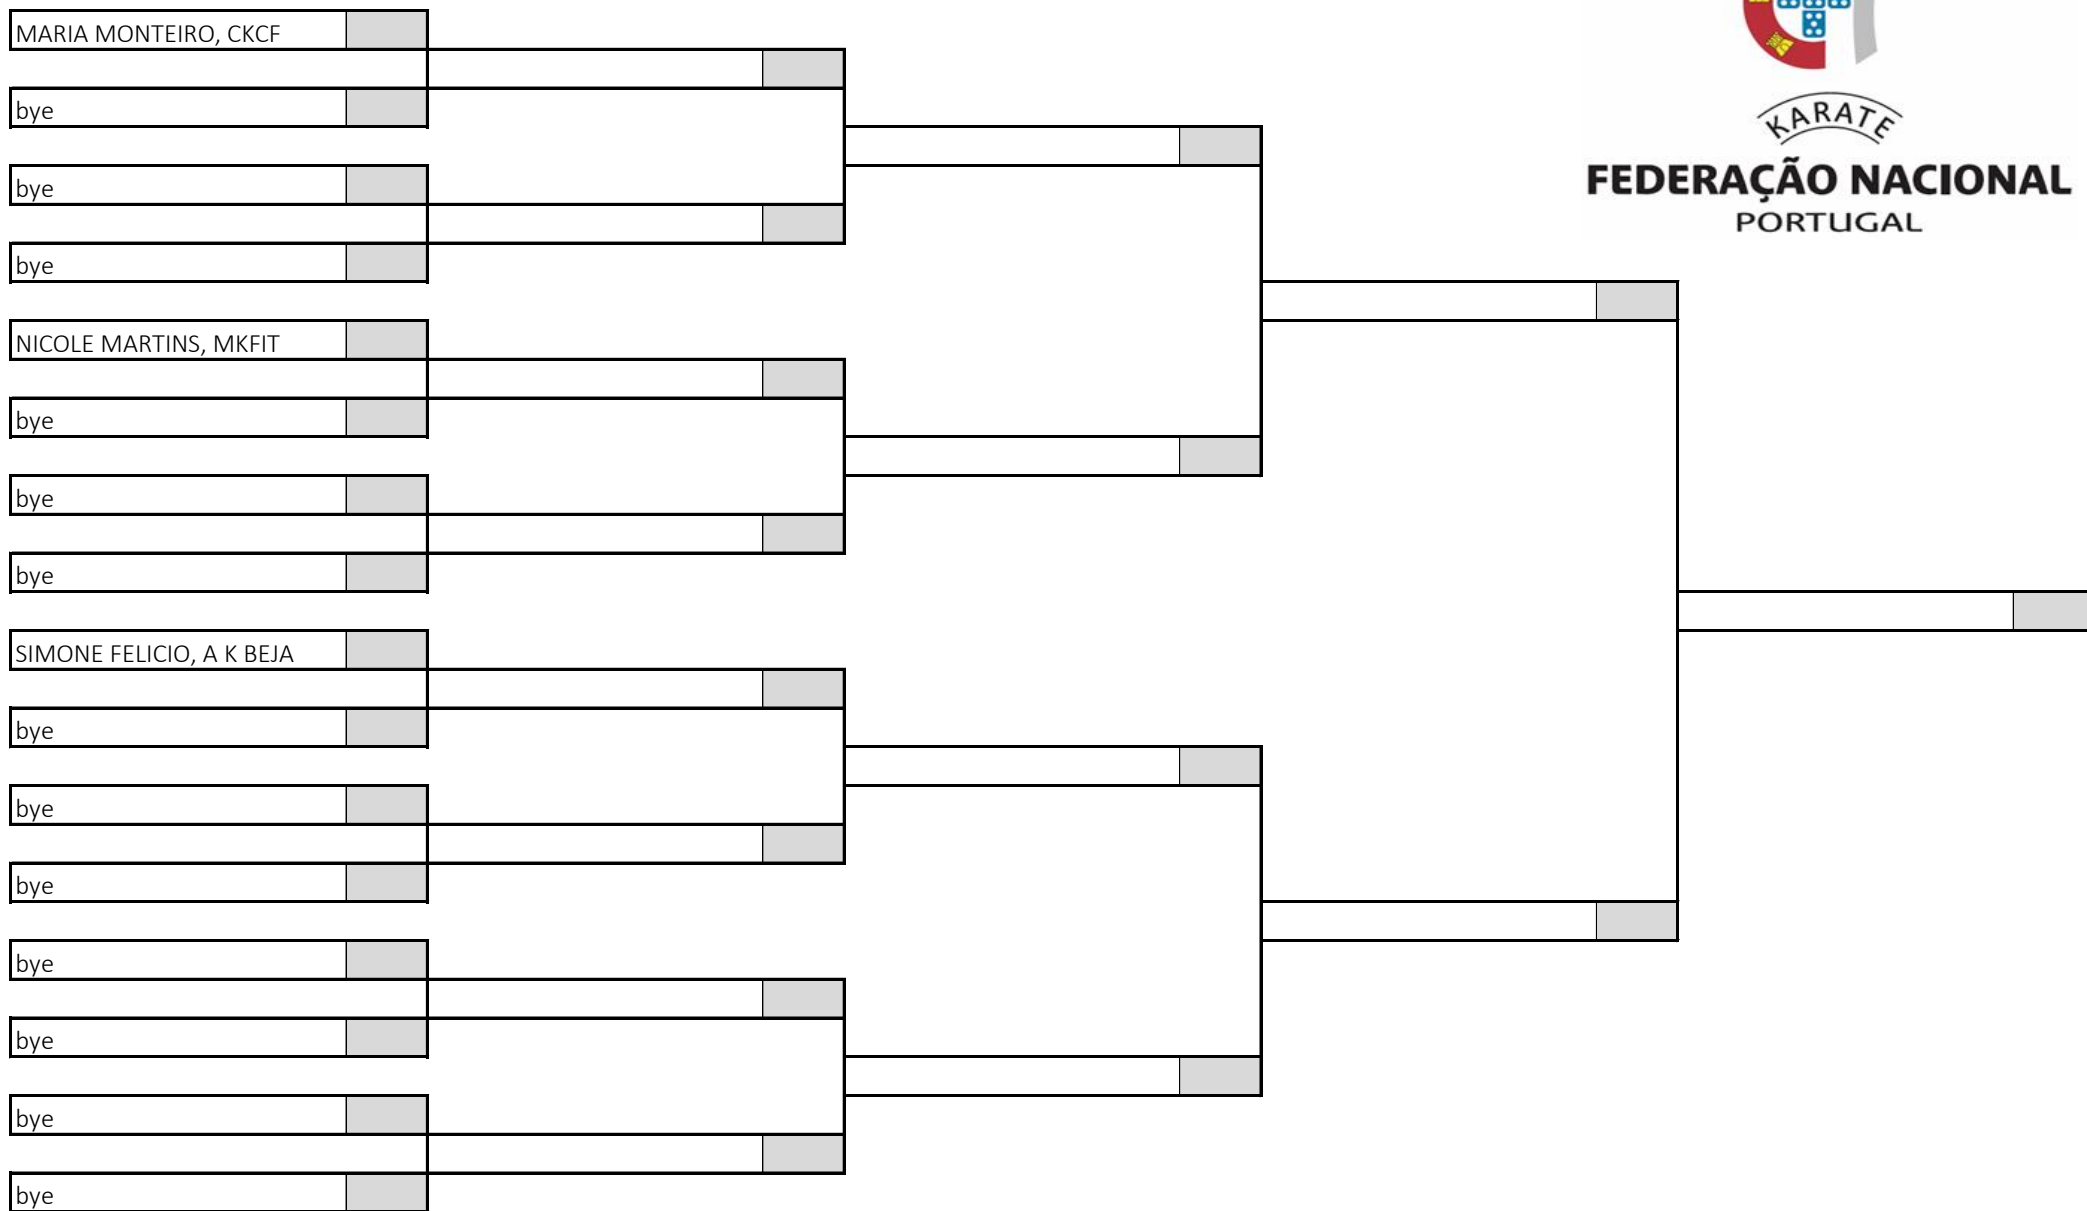 MARIA MONTEIRO, CKCF
bye
bye
bye
NICOLE MARTINS, MKFIT
bye
bye
bye
SIMONE FELICIO, A K BEJA
bye
bye
bye
bye
bye
bye
bye
KARATE
FEDERAÇÃO NACIONAL
PORTUGAL